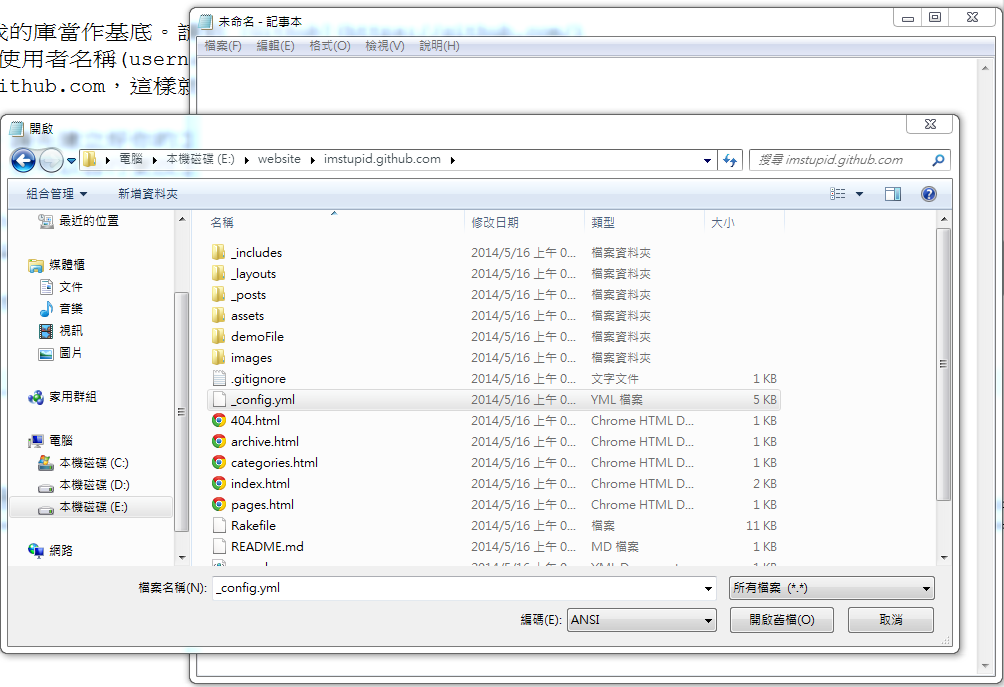 我的庫當作基底。
未命名 - 記事本
檔案(F) 編輯(E) 格式(O) 檢視(V) 說明(H)
使用者名稱(usern
ithub.com，這樣就
開啟
電腦 本機磁碟 (E:) website imstupid.github.com
搜尋 imstupid.github.com
組合管理 新增資料夾
最近的位置
媒體櫃
文件
音樂
視訊
圖片
家用群組
電腦
本機磁碟 (C:)
本機磁碟 (D:)
本機磁碟 (E:)
網路
名稱 修改日期 類型 大小
_includes 2014/5/16 上午 0... 檔案資料夾
_layouts 2014/5/16 上午 0... 檔案資料夾
_posts 2014/5/16 上午 0... 檔案資料夾
assets 2014/5/16 上午 0... 檔案資料夾
demoFile 2014/5/16 上午 0... 檔案資料夾
images 2014/5/16 上午 0... 檔案資料夾
.gitignore 2014/5/16 上午 0... 文字文件 1 KB
_config.yml 2014/5/16 上午 0... YML 檔案 5 KB
404.html 2014/5/16 上午 0... Chrome HTML D... 1 KB
archive.html 2014/5/16 上午 0... Chrome HTML D... 1 KB
categories.html 2014/5/16 上午 0... Chrome HTML D... 1 KB
index.html 2014/5/16 上午 0... Chrome HTML D... 2 KB
pages.html 2014/5/16 上午 0... Chrome HTML D... 1 KB
Rakefile 2014/5/16 上午 0... 檔案 11 KB
README.md 2014/5/16 上午 0... MD 檔案 1 KB
檔案名稱(N): _config.yml 所有檔案 (*.*)
編碼(E): ANSI 開啟舊檔(O) 取消